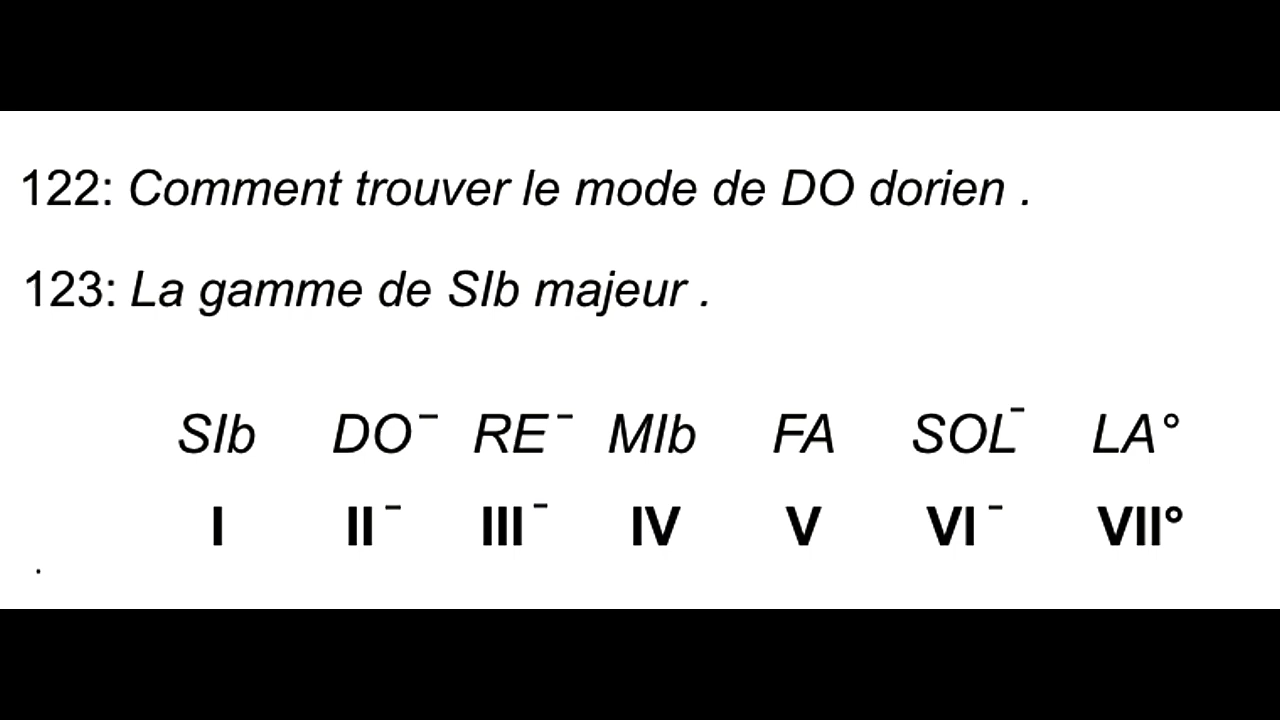 122: Comment trouver le mode de DO dorien .
123: La gamme de SIb majeur .
SIb DO⁻ RE⁻ MIb FA SOL⁻ LA°
I II⁻ III⁻ IV V VI⁻ VII°
.